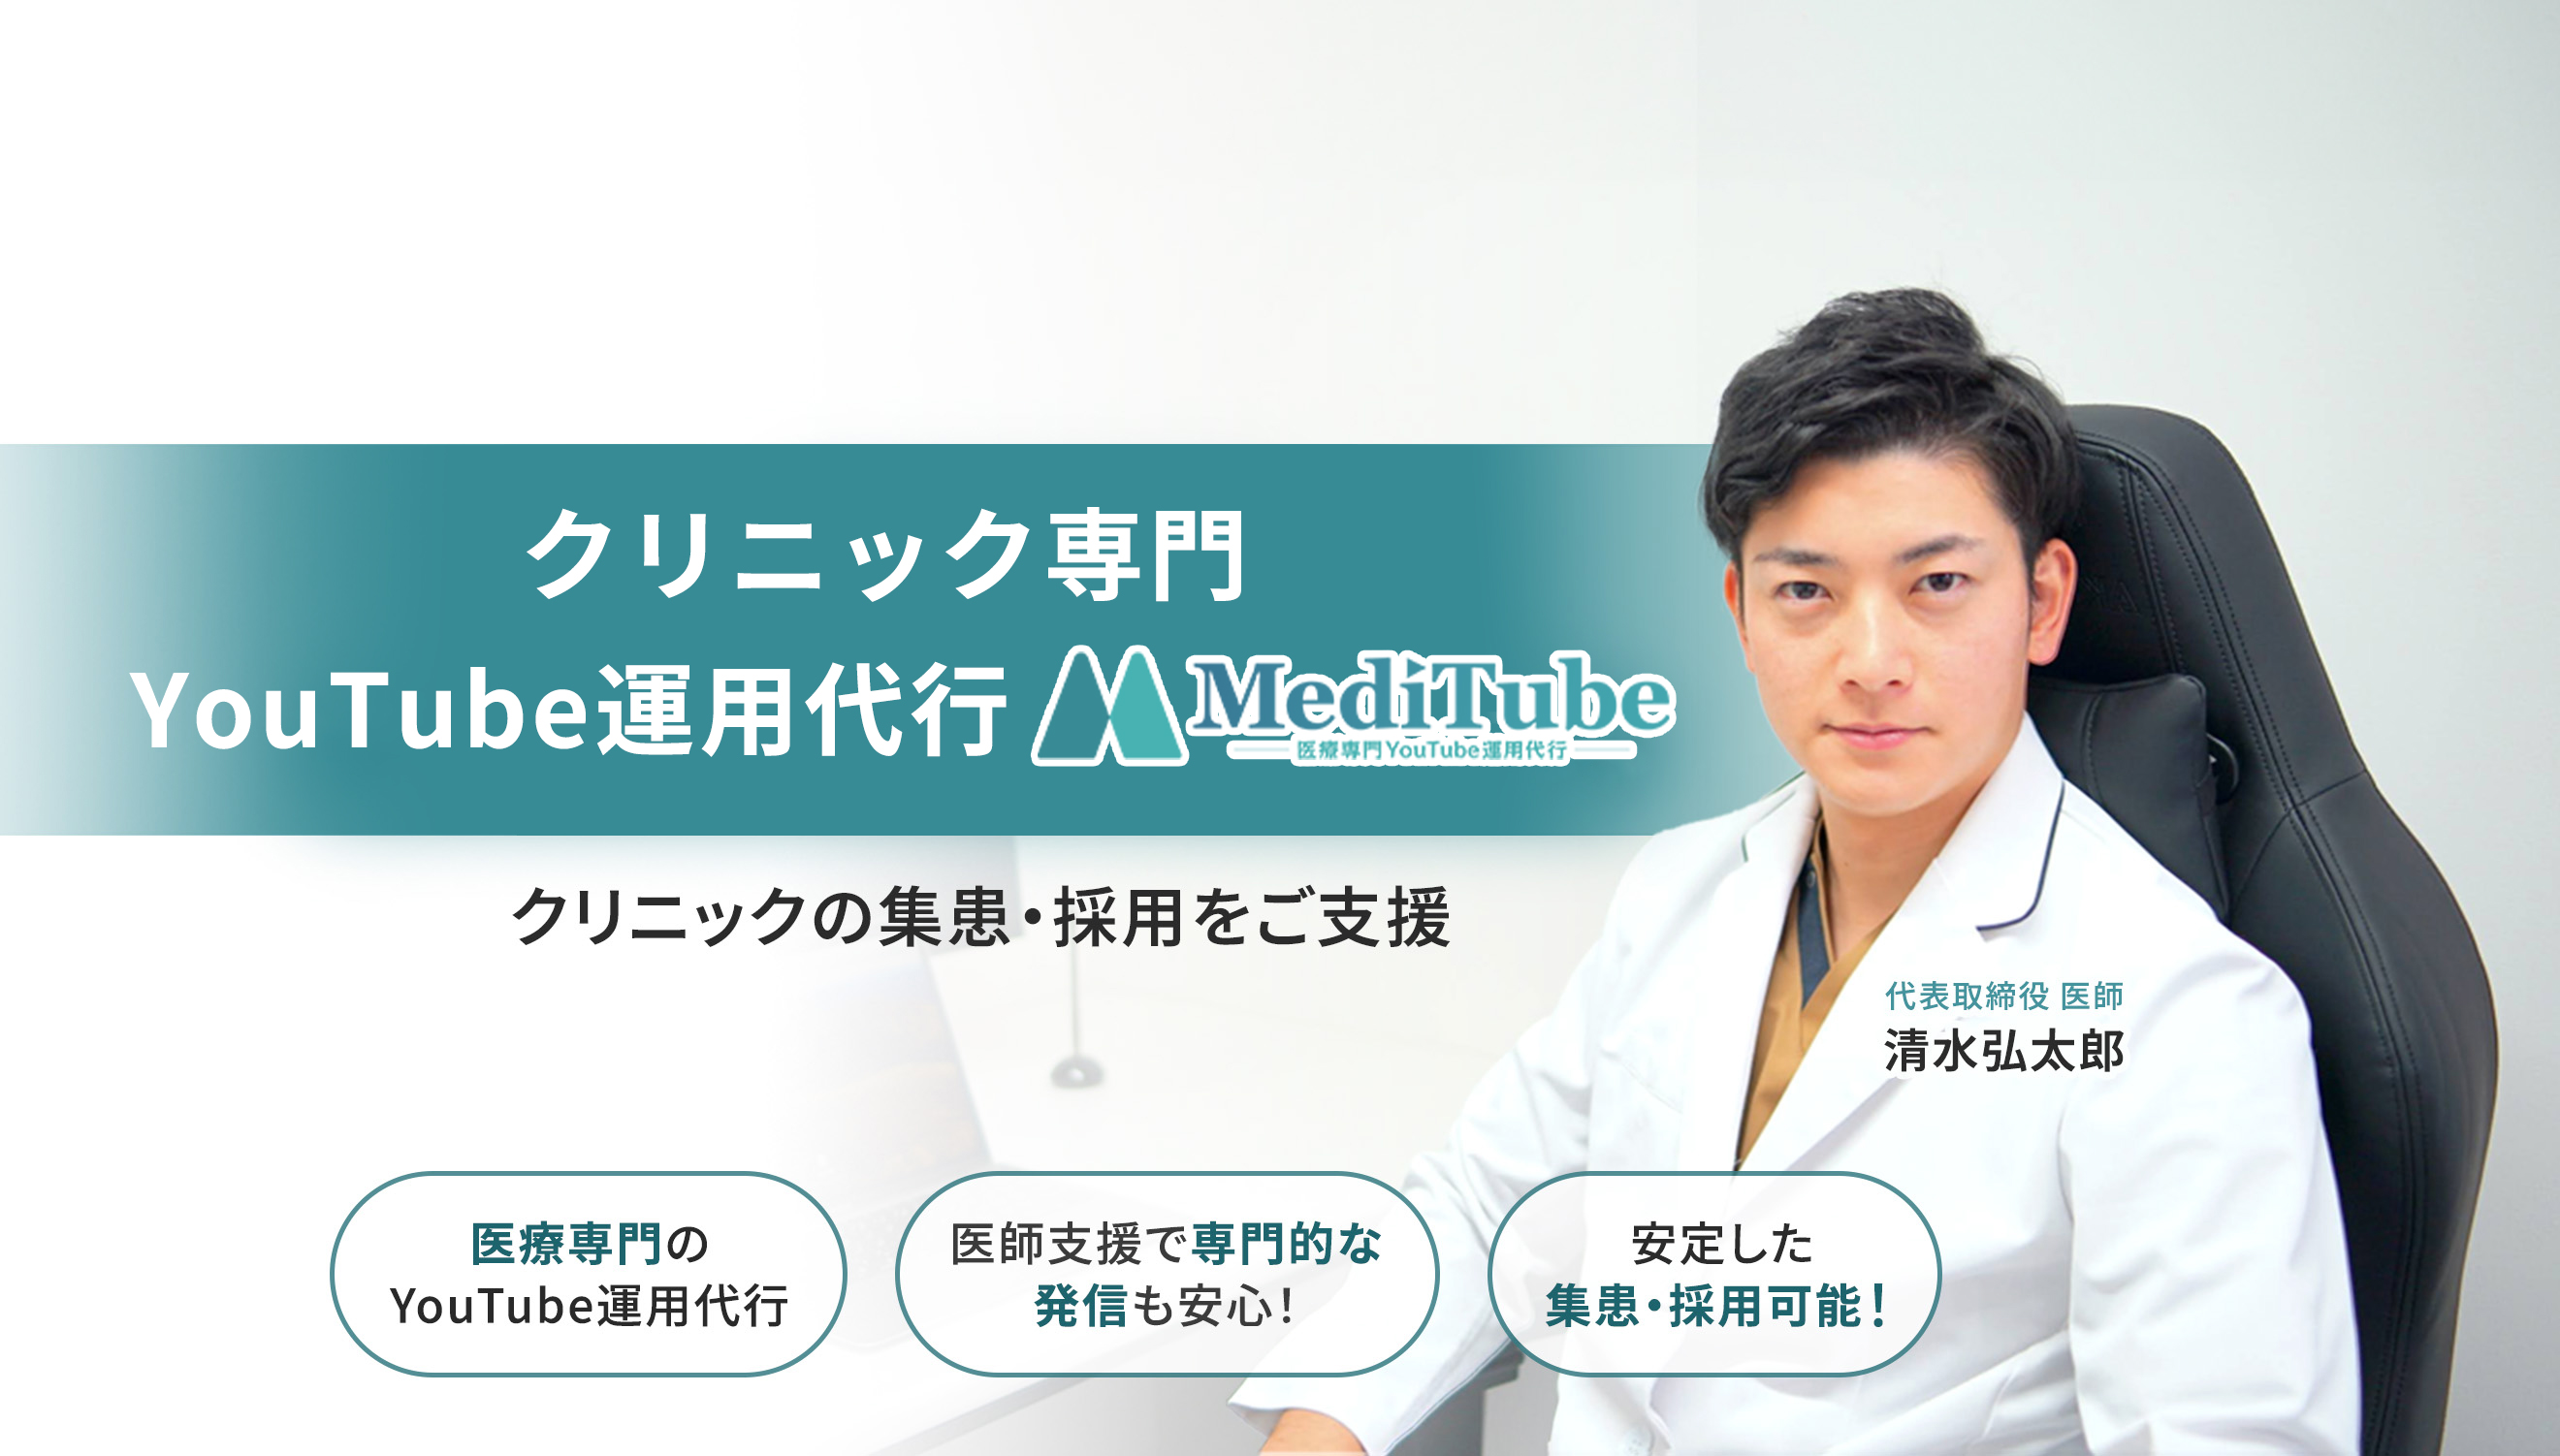 クリニック専門
YouTube運用代行
MediTube
医療専門YouTube運用代行
クリニックの集患・採用をご支援
代表取締役 医師
清水弘太郎
医療専門の
YouTube運用代行
医師支援で専門的な
発信も安心!
安定した
集患・採用可能!